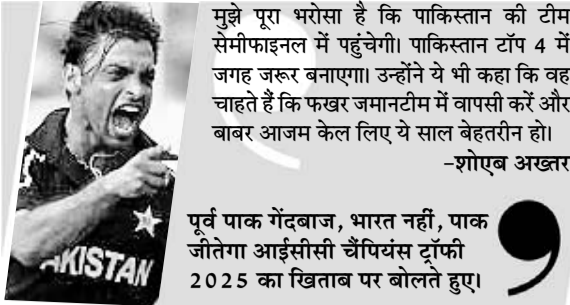 मुझे पूरा भरोसा है कि पाकिस्तान की टीम
सेमीफाइनल में पहुंचेगी। पाकिस्तान टॉप 4 में
जगह जरूर बनाएगा। उन्होंने ये भी कहा कि वह
चाहते हैं कि फखर जमानटीम में वापसी करें और
बाबर आजम केल लिए ये साल बेहतरीन हो।
-शोएब अख्तर
पूर्व पाक गेंदबाज, भारत नहीं, पाक
जीतेगा आईसीसी चैंपियंस ट्रॉफी
2025 का खिताब पर बोलते हुए।
AKISTAN